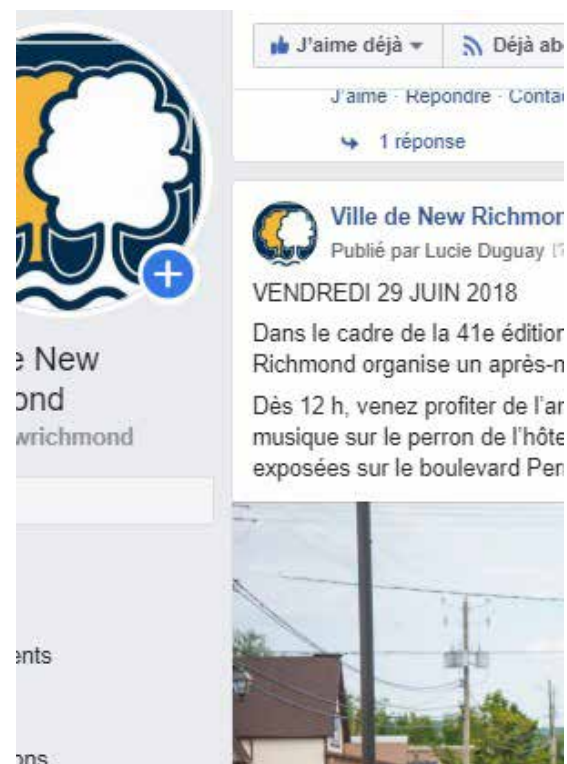 J'aime déjà
Déjà ab
J'aime · Répondre · Conta
1 réponse
Ville de New Richmon
Publié par Lucie Duguay
VENDREDI 29 JUIN 2018
Dans le cadre de la 41e édition
Richmond organise un après-m
Dès 12 h, venez profiter de l'an
musique sur le perron de l'hôte
exposées sur le boulevard Perr
e New
ond
wrichmond
ents
ons